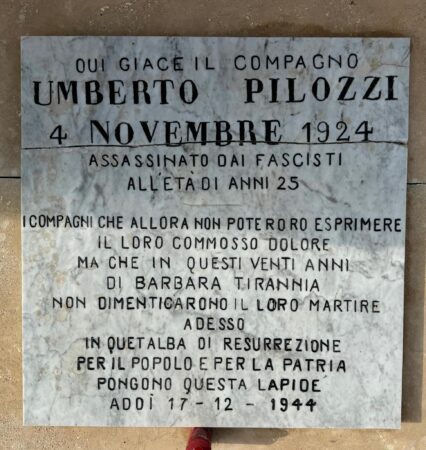 QUI GIACE IL COMPAGNO
UMBERTO PILOZZI
4 NOVEMBRE 1924
ASSASSINATO DAI FASCISTI
ALL'ETÀ DI ANNI 25
I COMPAGNI CHE ALLORA NON POTERORO ESPRIMERE
IL LORO COMMOSSO DOLORE
MA CHE IN QUESTI VENTI ANNI
DI BARBARA TIRANNIA
NON DIMENTICARONO IL LORO MARTIRE
ADESSO
IN QUET'ALBA DI RESURREZIONE
PER IL POPOLO E PER LA PATRIA
PONGONO QUESTA LAPIDE
ADDÌ 17-12-1944